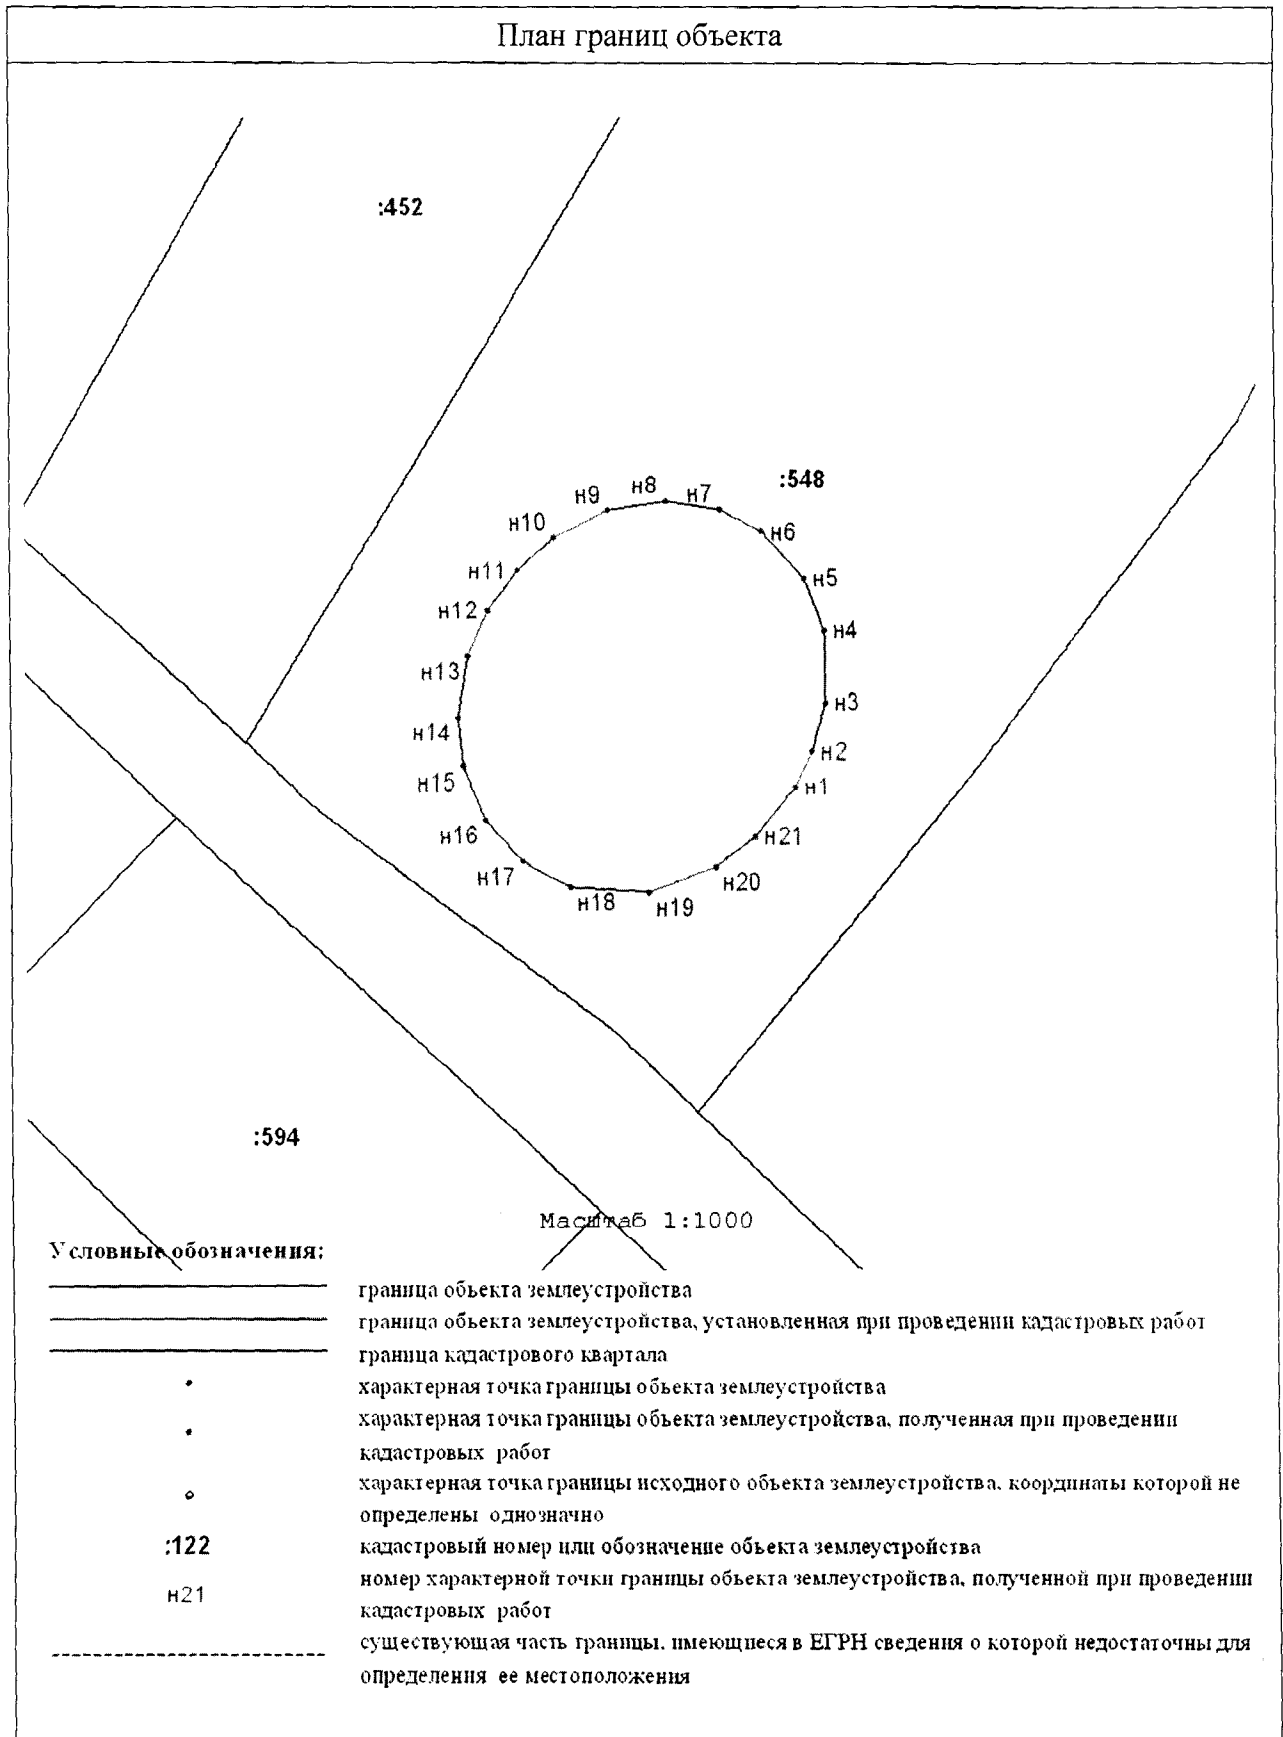 План границ объекта
:452
:548
н8
н7
н9
н6
н10
н5
н11
н12
н4
н13
н3
н14
н2
н15
н1
н16
н21
н17
н20
н18
н19
:594
Масштаб 1:1000
Условные обозначения:
граница объекта землеустройства
граница объекта землеустройства, установленная при проведении кадастровых работ
граница кадастрового квартала
характерная точка границы объекта землеустройства
характерная точка границы объекта землеустройства, полученная при проведении
кадастровых работ
характерная точка границы исходного объекта землеустройства, координаты которой не
определены однозначно
:122
кадастровый номер или обозначение объекта землеустройства
н21
номер характерной точки границы объекта землеустройства, полученной при проведении
кадастровых работ
существующая часть границы, имеющиеся в ЕГРН сведения о которой недостаточны для
определения ее местоположения